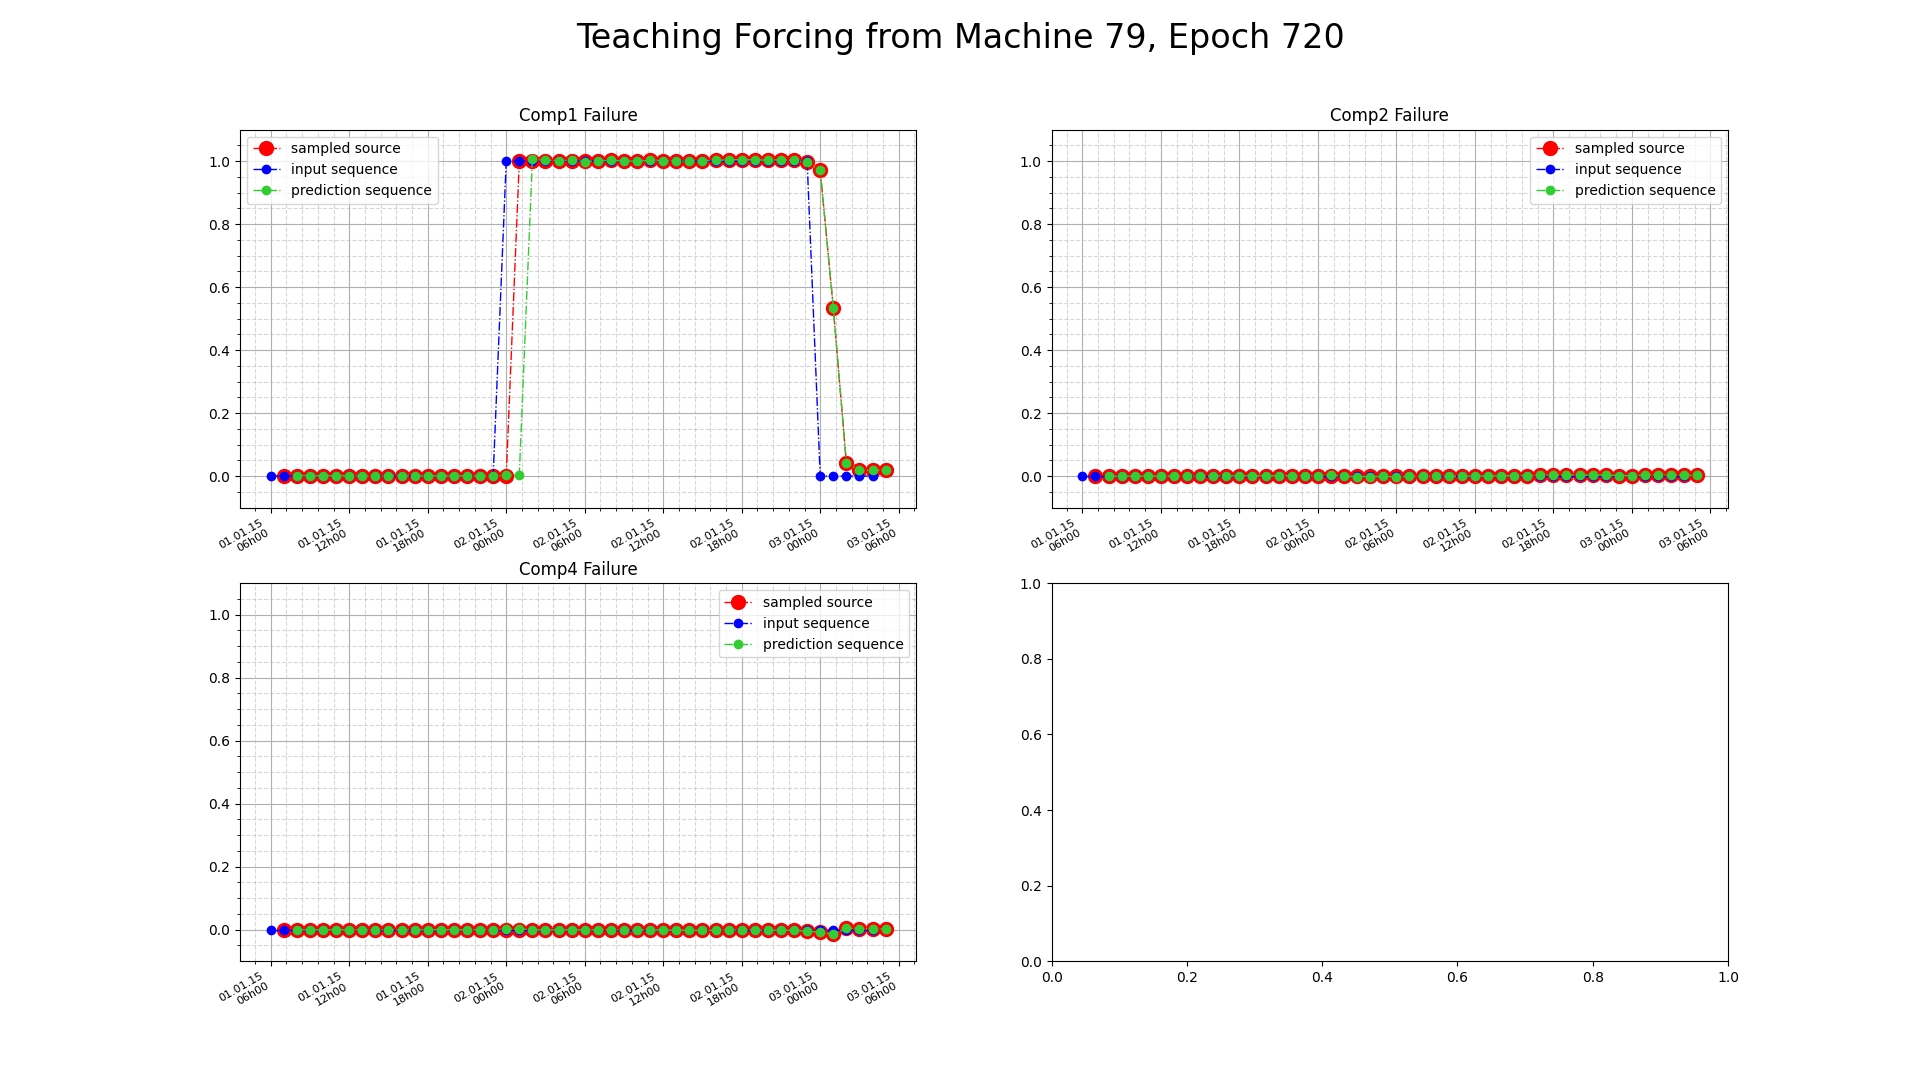 Teaching Forcing from Machine 79, Epoch 720
Comp1 Failure
sampled source
input sequence
prediction sequence
1.0
0.8
0.6
0.4
0.2
0.0
01.01.15
06h00
01.01.15
12h00
01.01.15
18h00
02.01.15
00h00
02.01.15
06h00
02.01.15
12h00
02.01.15
18h00
03.01.15
00h00
03.01.15
06h00
Comp2 Failure
sampled source
input sequence
prediction sequence
1.0
0.8
0.6
0.4
0.2
0.0
01.01.15
06h00
01.01.15
12h00
01.01.15
18h00
02.01.15
00h00
02.01.15
06h00
02.01.15
12h00
02.01.15
18h00
03.01.15
00h00
03.01.15
06h00
Comp4 Failure
sampled source
input sequence
prediction sequence
1.0
0.8
0.6
0.4
0.2
0.0
01.01.15
06h00
01.01.15
12h00
01.01.15
18h00
02.01.15
00h00
02.01.15
06h00
02.01.15
12h00
02.01.15
18h00
03.01.15
00h00
03.01.15
06h00
1.0
0.8
0.6
0.4
0.2
0.0
0.0 0.2 0.4 0.6 0.8 1.0